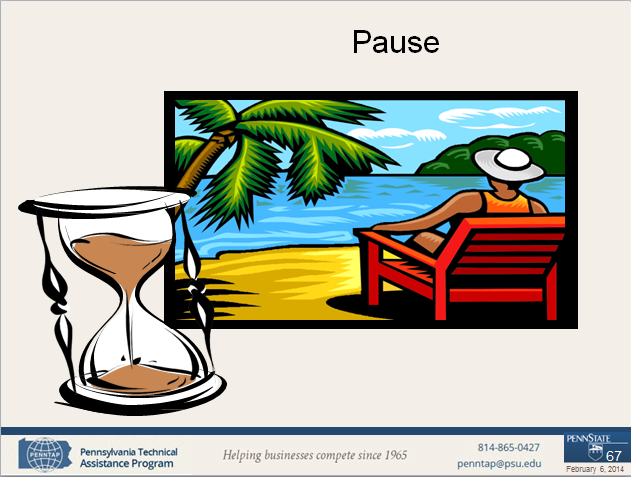 Pause
PENNTAP
Pennsylvania Technical
Assistance Program
Helping businesses compete since 1965
814-865-0427
penntap@psu.edu
PENNSTATE
67
February 6, 2014